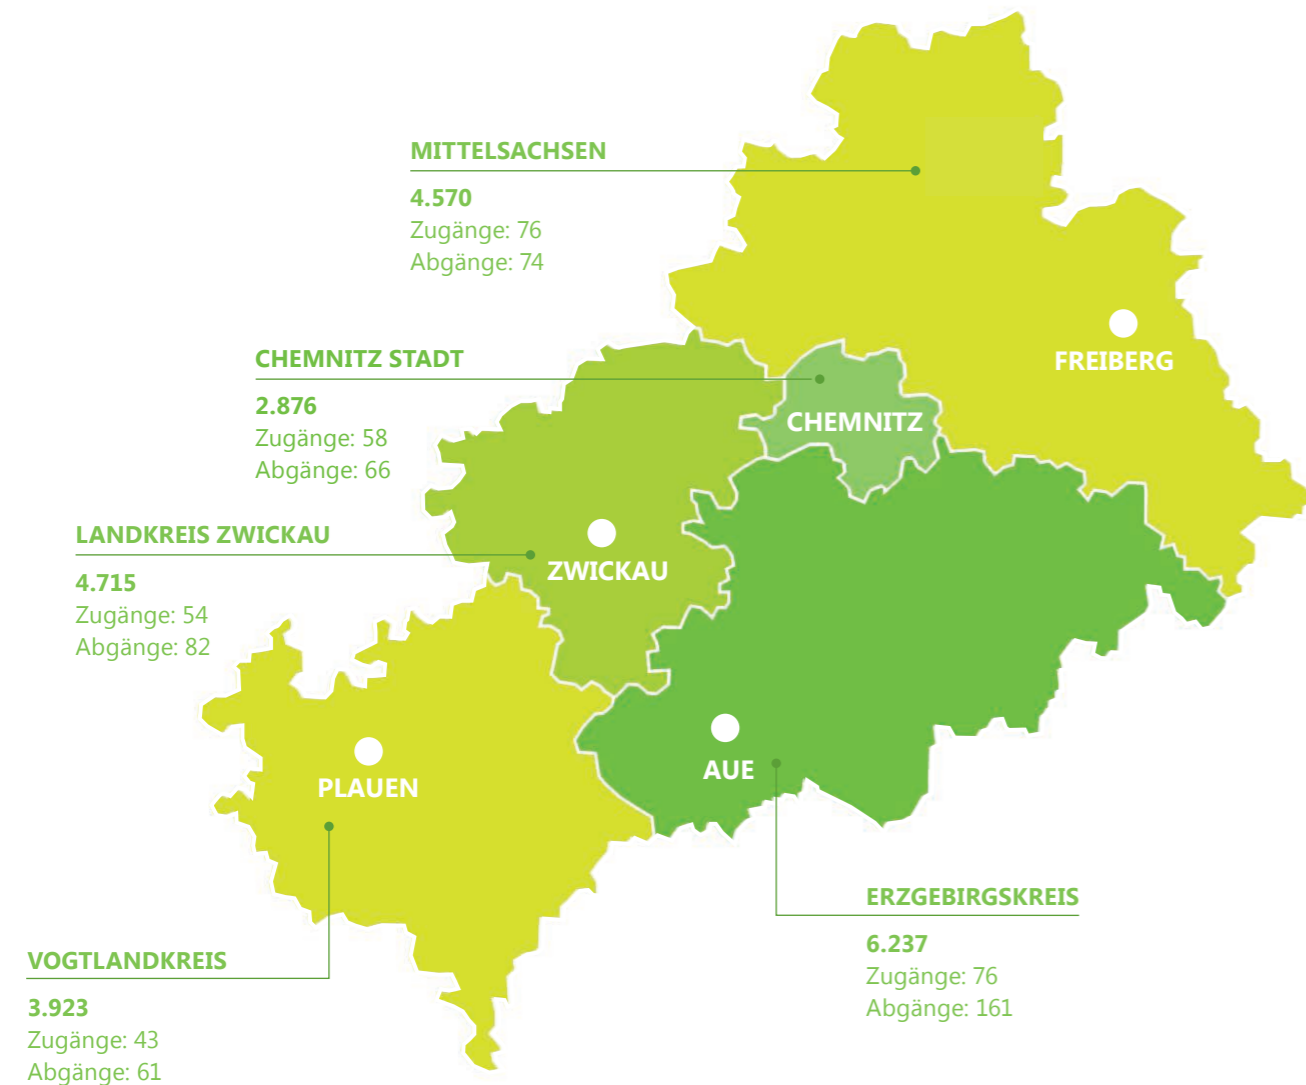 MITTELSACHSEN
4.570
Zugänge: 76
Abgänge: 74
FREIBERG
CHEMNITZ STADT
2.876
Zugänge: 58
Abgänge: 66
CHEMNITZ
LANDKREIS ZWICKAU
4.715
Zugänge: 54
Abgänge: 82
ZWICKAU
PLAUEN
AUE
ERZGEBIRGSKREIS
6.237
Zugänge: 76
Abgänge: 161
VOGTLANDKREIS
3.923
Zugänge: 43
Abgänge: 61